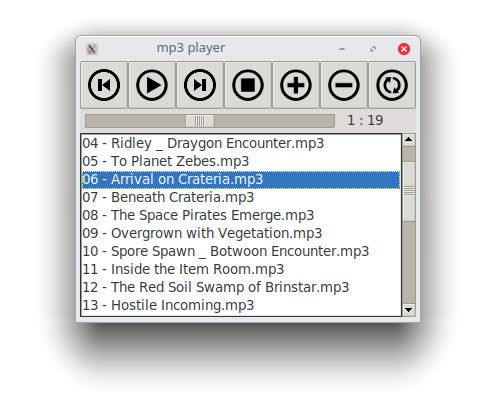 mp3 player
1 : 19
04 - Ridley _ Draygon Encounter.mp3
05 - To Planet Zebes.mp3
06 - Arrival on Crateria.mp3
07 - Beneath Crateria.mp3
08 - The Space Pirates Emerge.mp3
09 - Overgrown with Vegetation.mp3
10 - Spore Spawn _ Botwoon Encounter.mp3
11 - Inside the Item Room.mp3
12 - The Red Soil Swamp of Brinstar.mp3
13 - Hostile Incoming.mp3